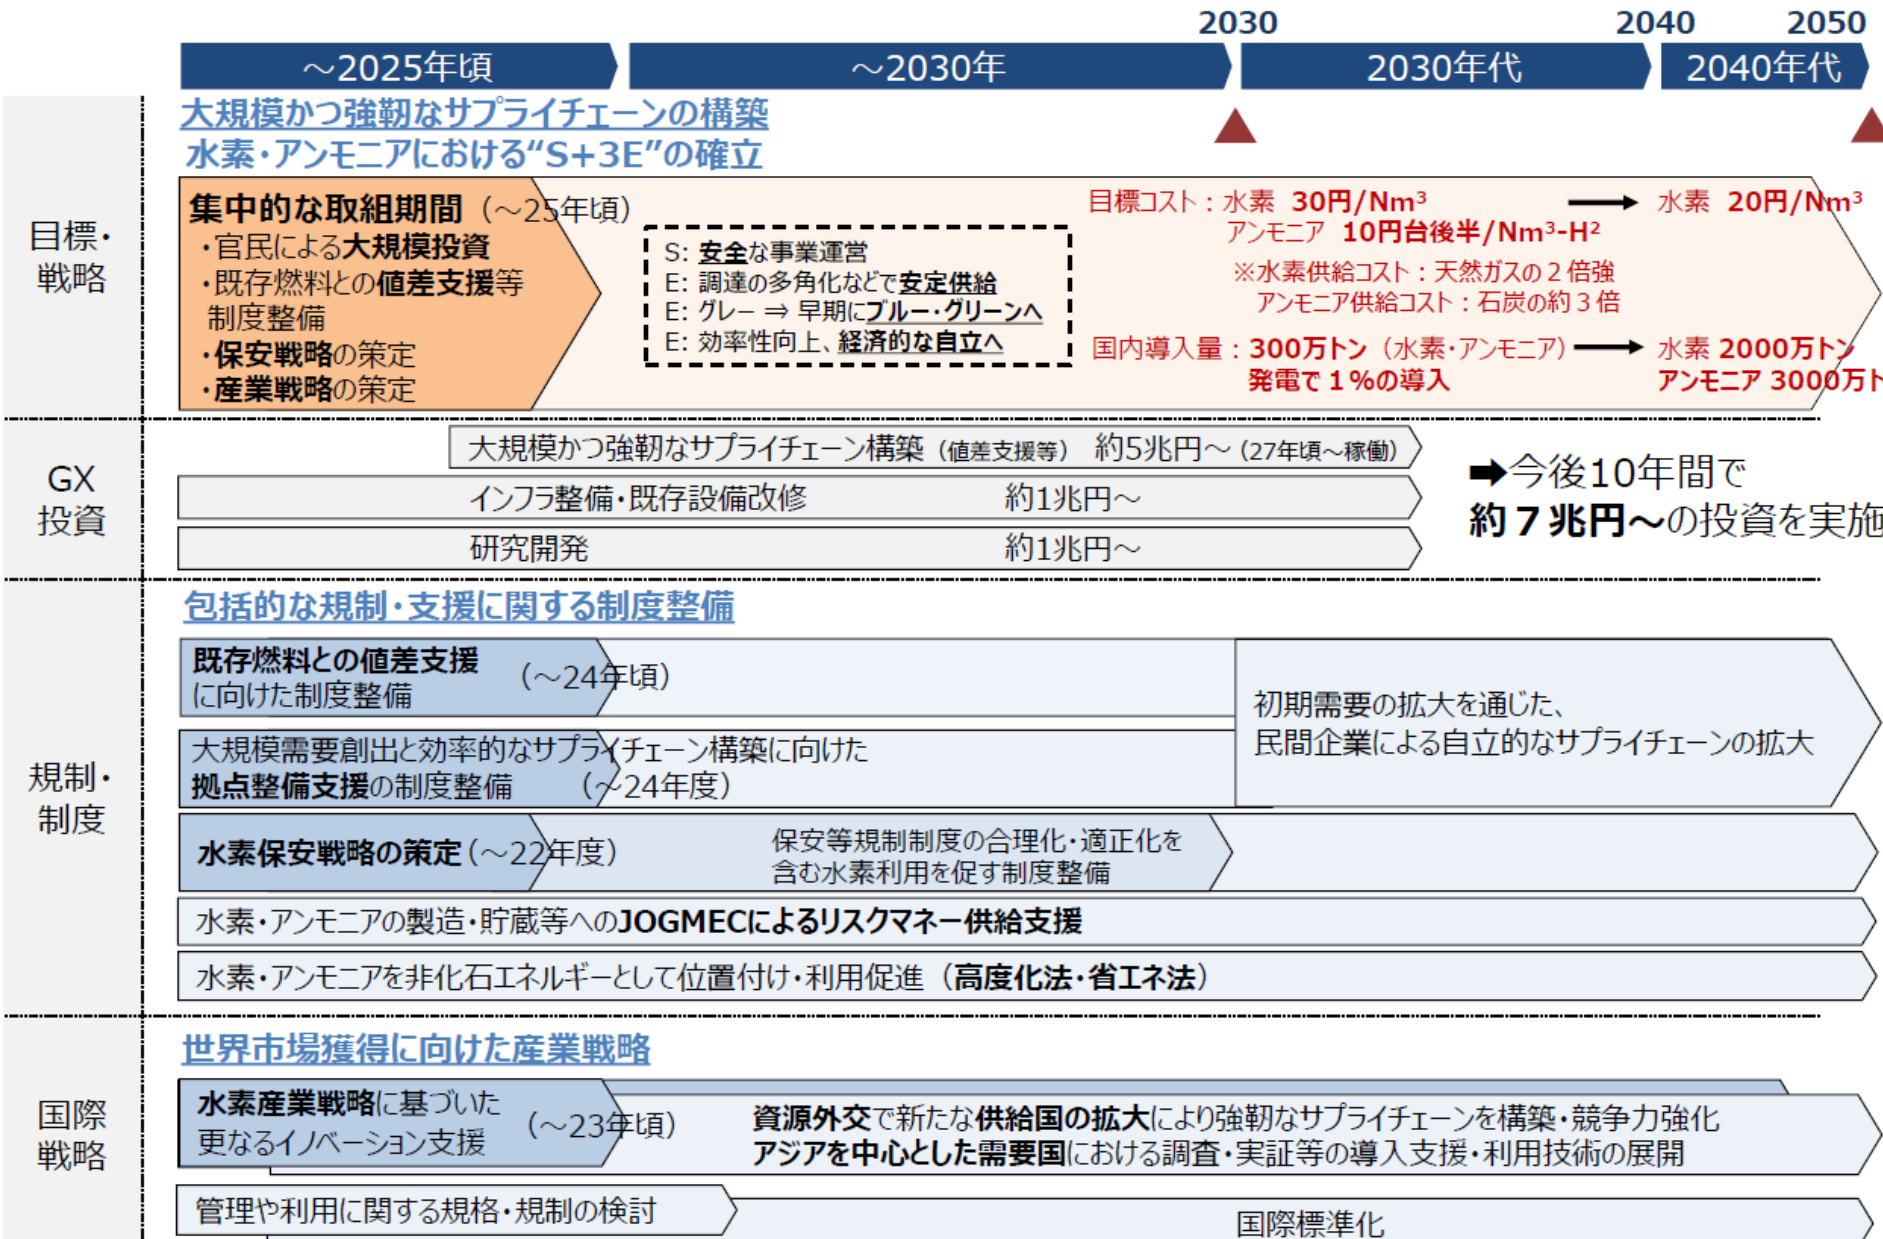 2030 2040 2050
～2025年頃 ～2030年 2030年代 2040年代
目標・
戦略
大規模かつ強靭なサプライチェーンの構築
水素・アンモニアにおける“S+3E”の確立
集中的な取組期間（～25年頃）
・官民による大規模投資
・既存燃料との値差支援等
制度整備
・保安戦略の策定
・産業戦略の策定
S: 安全な事業運営
E: 調達の多角化などで安定供給
E: グレー ⇒ 早期にブルー・グリーンへ
E: 効率性向上、経済的な自立へ
目標コスト：水素 30円/Nm³ → 水素 20円/Nm³
アンモニア 10円台後半/Nm³-H²
※水素供給コスト：天然ガスの２倍強
アンモニア供給コスト：石炭の約３倍
国内導入量：300万トン（水素・アンモニア） → 水素 2000万トン
発電で１％の導入 アンモニア 3000万ト
GX
投資
大規模かつ強靭なサプライチェーン構築（値差支援等） 約5兆円～（27年頃～稼働）
インフラ整備・既存設備改修 約1兆円～
研究開発 約1兆円～
➡今後10年間で
約７兆円～の投資を実施
規制・
制度
包括的な規制・支援に関する制度整備
既存燃料との値差支援
に向けた制度整備 （～24年頃）
大規模需要創出と効率的なサプライチェーン構築に向けた
拠点整備支援の制度整備 （～24年度）
初期需要の拡大を通じた、
民間企業による自立的なサプライチェーンの拡大
水素保安戦略の策定（～22年度）
保安等規制制度の合理化・適正化を
含む水素利用を促す制度整備
水素・アンモニアの製造・貯蔵等へのJOGMECによるリスクマネー供給支援
水素・アンモニアを非化石エネルギーとして位置付け・利用促進（高度化法・省エネ法）
国際
戦略
世界市場獲得に向けた産業戦略
水素産業戦略に基づいた
更なるイノベーション支援 （～23年頃）
資源外交で新たな供給国の拡大により強靭なサプライチェーンを構築・競争力強化
アジアを中心とした需要国における調査・実証等の導入支援・利用技術の展開
管理や利用に関する規格・規制の検討
国際標準化